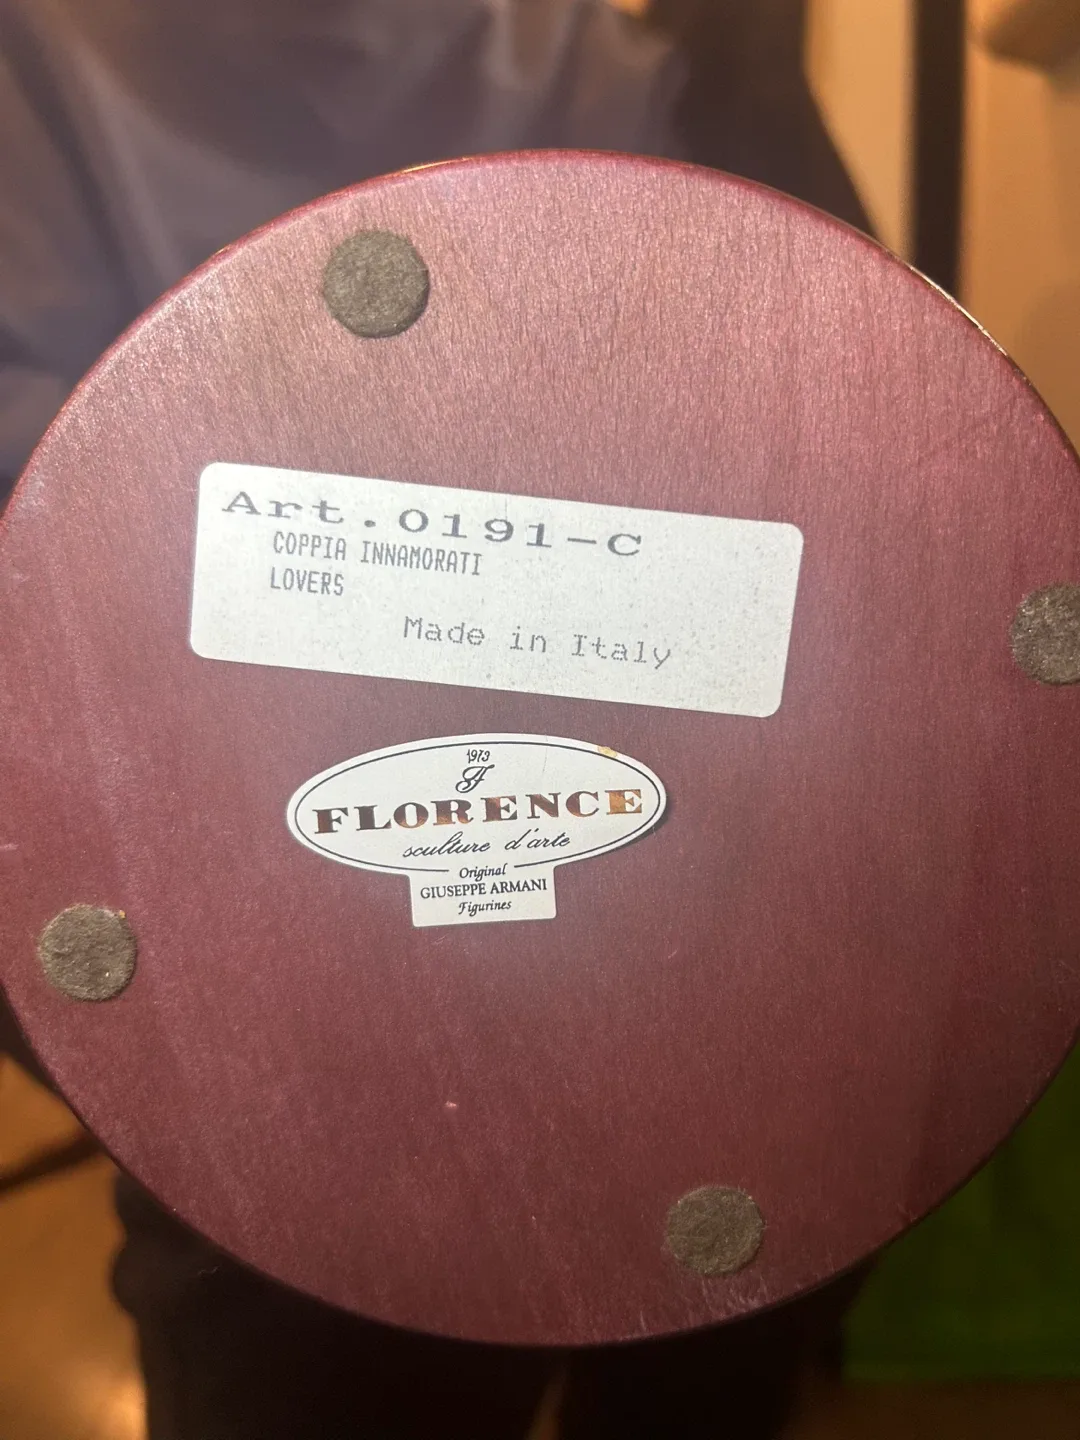 Art.0191-C
COPPIA INNAMORATI
LOVERS
Made in Italy
1973
F
FLORENCE
sculture d'arte
Original
GIUSEPPE ARMANI
Figurines